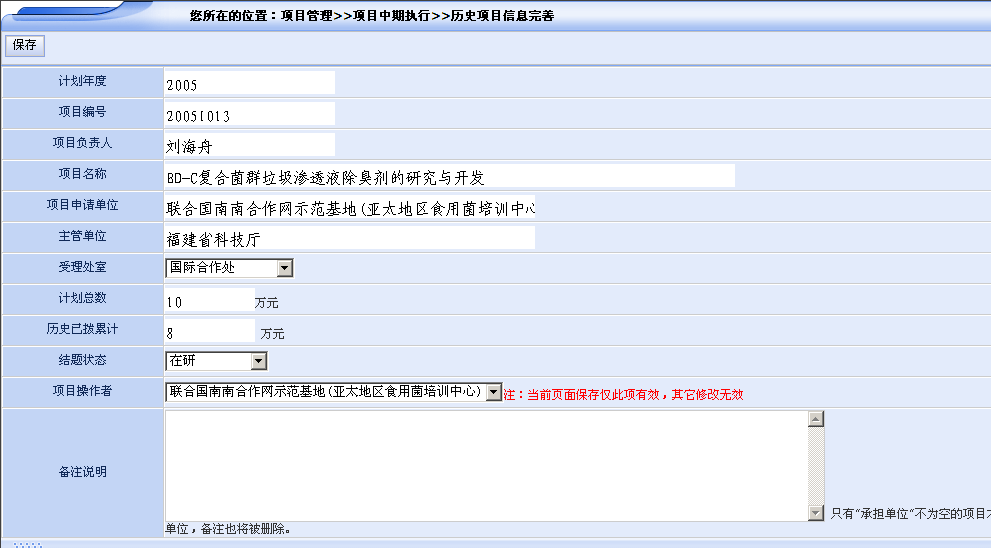 您所在的位置：项目管理>>项目中期执行>>历史项目信息完善
保存
计划年度 2005
项目编号 2005I013
项目负责人 刘海舟
项目名称 BD-C复合菌群垃圾渗透液除臭剂的研究与开发
项目申请单位 联合国南南合作网示范基地(亚太地区食用菌培训中心
主管单位 福建省科技厅
受理处室 国际合作处
计划总数 10 万元
历史已拨累计 8 万元
结题状态 在研
项目操作者 联合国南南合作网示范基地(亚太地区食用菌培训中心) 注：当前页面保存仅此项有效，其它修改无效
备注说明
只有"承担单位"不为空的项目才
单位，备注也将被删除。